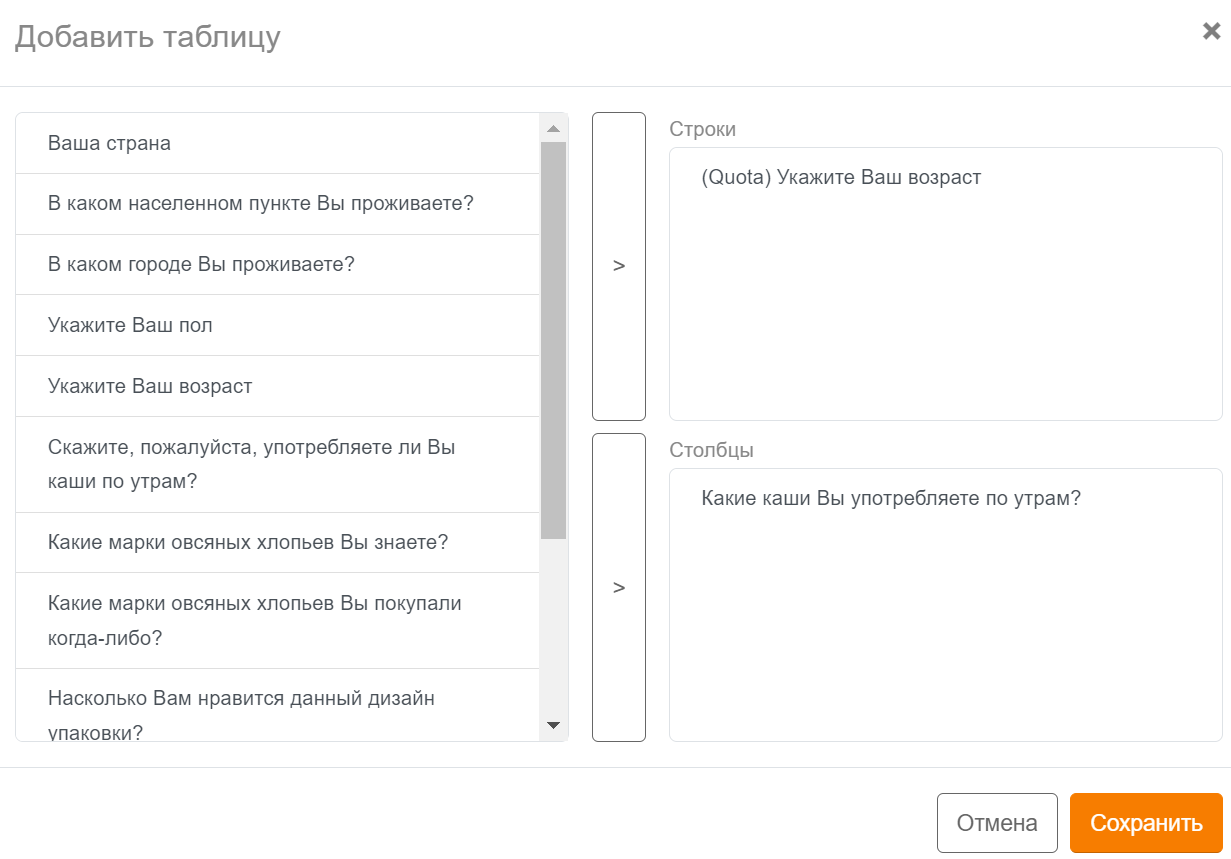 Добавить таблицу
×
Ваша страна
В каком населенном пункте Вы проживаете?
В каком городе Вы проживаете?
Укажите Ваш пол
Укажите Ваш возраст
Скажите, пожалуйста, употребляете ли Вы
каши по утрам?
Какие марки овсяных хлопьев Вы знаете?
Какие марки овсяных хлопьев Вы покупали
когда-либо?
Насколько Вам нравится данный дизайн
упаковки?
>
Строки
(Quota) Укажите Ваш возраст
>
Столбцы
Какие каши Вы употребляете по утрам?
Отмена
Сохранить